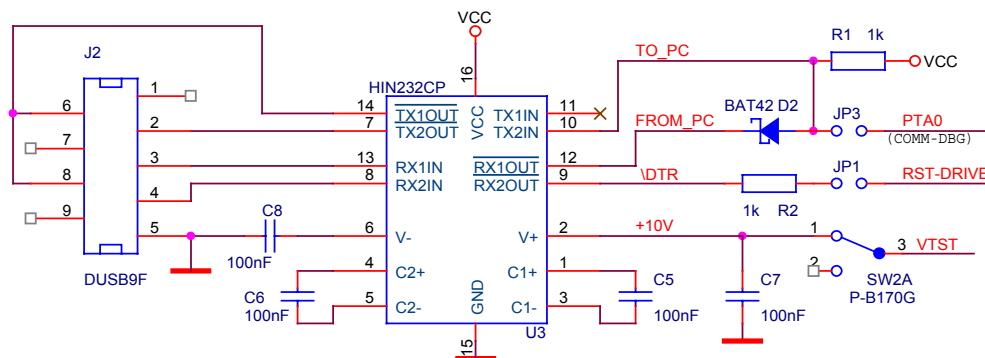 VCC
R1 1k
J2
TO_PC
VCC
16
HIN232CP
1
6
14 TX1OUT TX1IN 11
2
7 TX2OUT VCC TX2IN 10
BAT42 D2
JP3
7
FROM_PC
PTA0
(COMM-DBG)
3
13 RX1IN RX1OUT 12
8
8 RX2IN RX2OUT 9
\DTR
JP1
RST-DRIVE
4
9
1k R2
C8
5
6 V- V+ 2
+10V
1
3 VTST
100nF
2
DUSB9F
4 C2+ C1+ 1
C6
C5
C7
SW2A
P-B170G
5 C2- GND C1- 3
100nF
100nF
100nF
U3
15